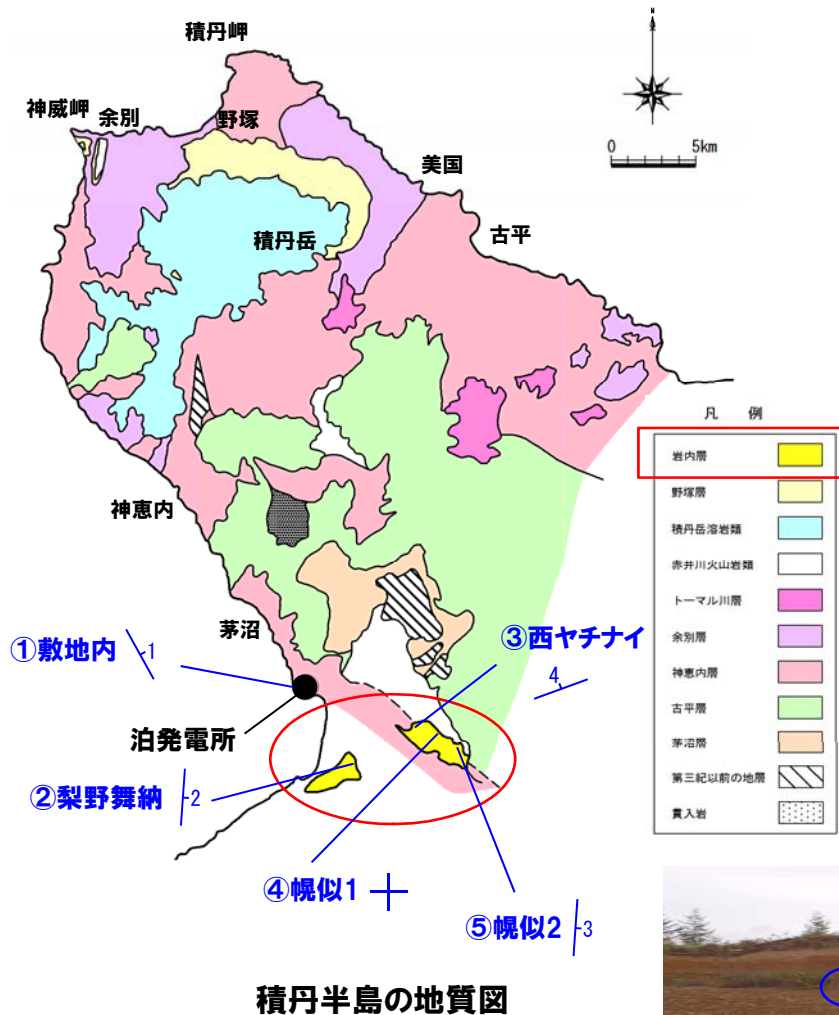 積丹岬
神威岬
余別
野塚
美国
積丹岳
古平
神恵内
茅沼
N
0 5km
①敷地内
1
泊発電所
②梨野舞納
2
③西ヤチナイ
4
④幌似1
⑤幌似2
3
凡 例
岩内層
野塚層
積丹岳溶岩類
赤井川火山岩類
トーマル川層
余別層
神恵内層
古平層
茅沼層
第三紀以前の地層
貫入岩
積丹半島の地質図